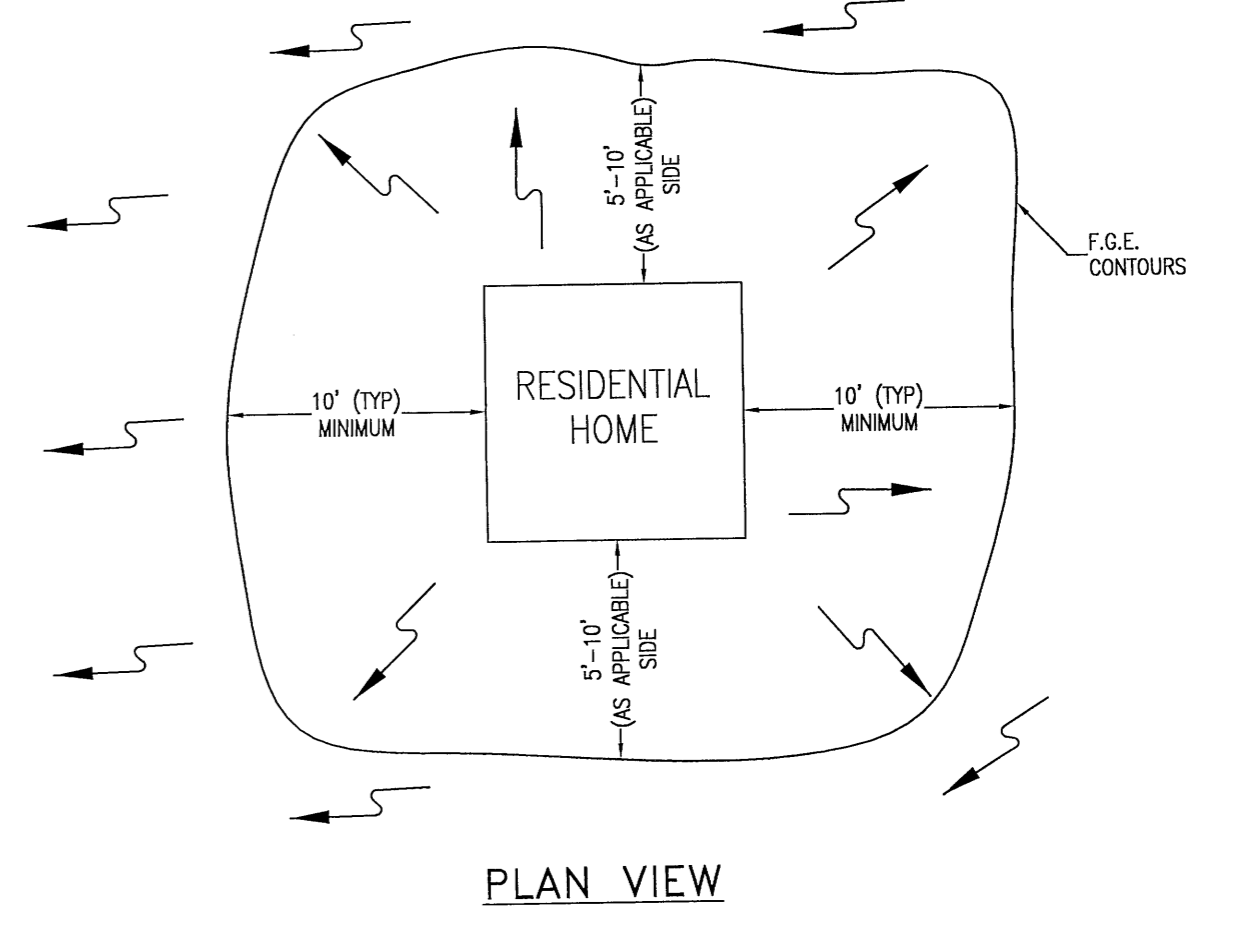 5'-10'
(AS APPLICABLE)
SIDE
F.G.E.
CONTOURS
RESIDENTIAL
HOME
10' (TYP)
MINIMUM
10' (TYP)
MINIMUM
5'-10'
(AS APPLICABLE)
SIDE
PLAN VIEW